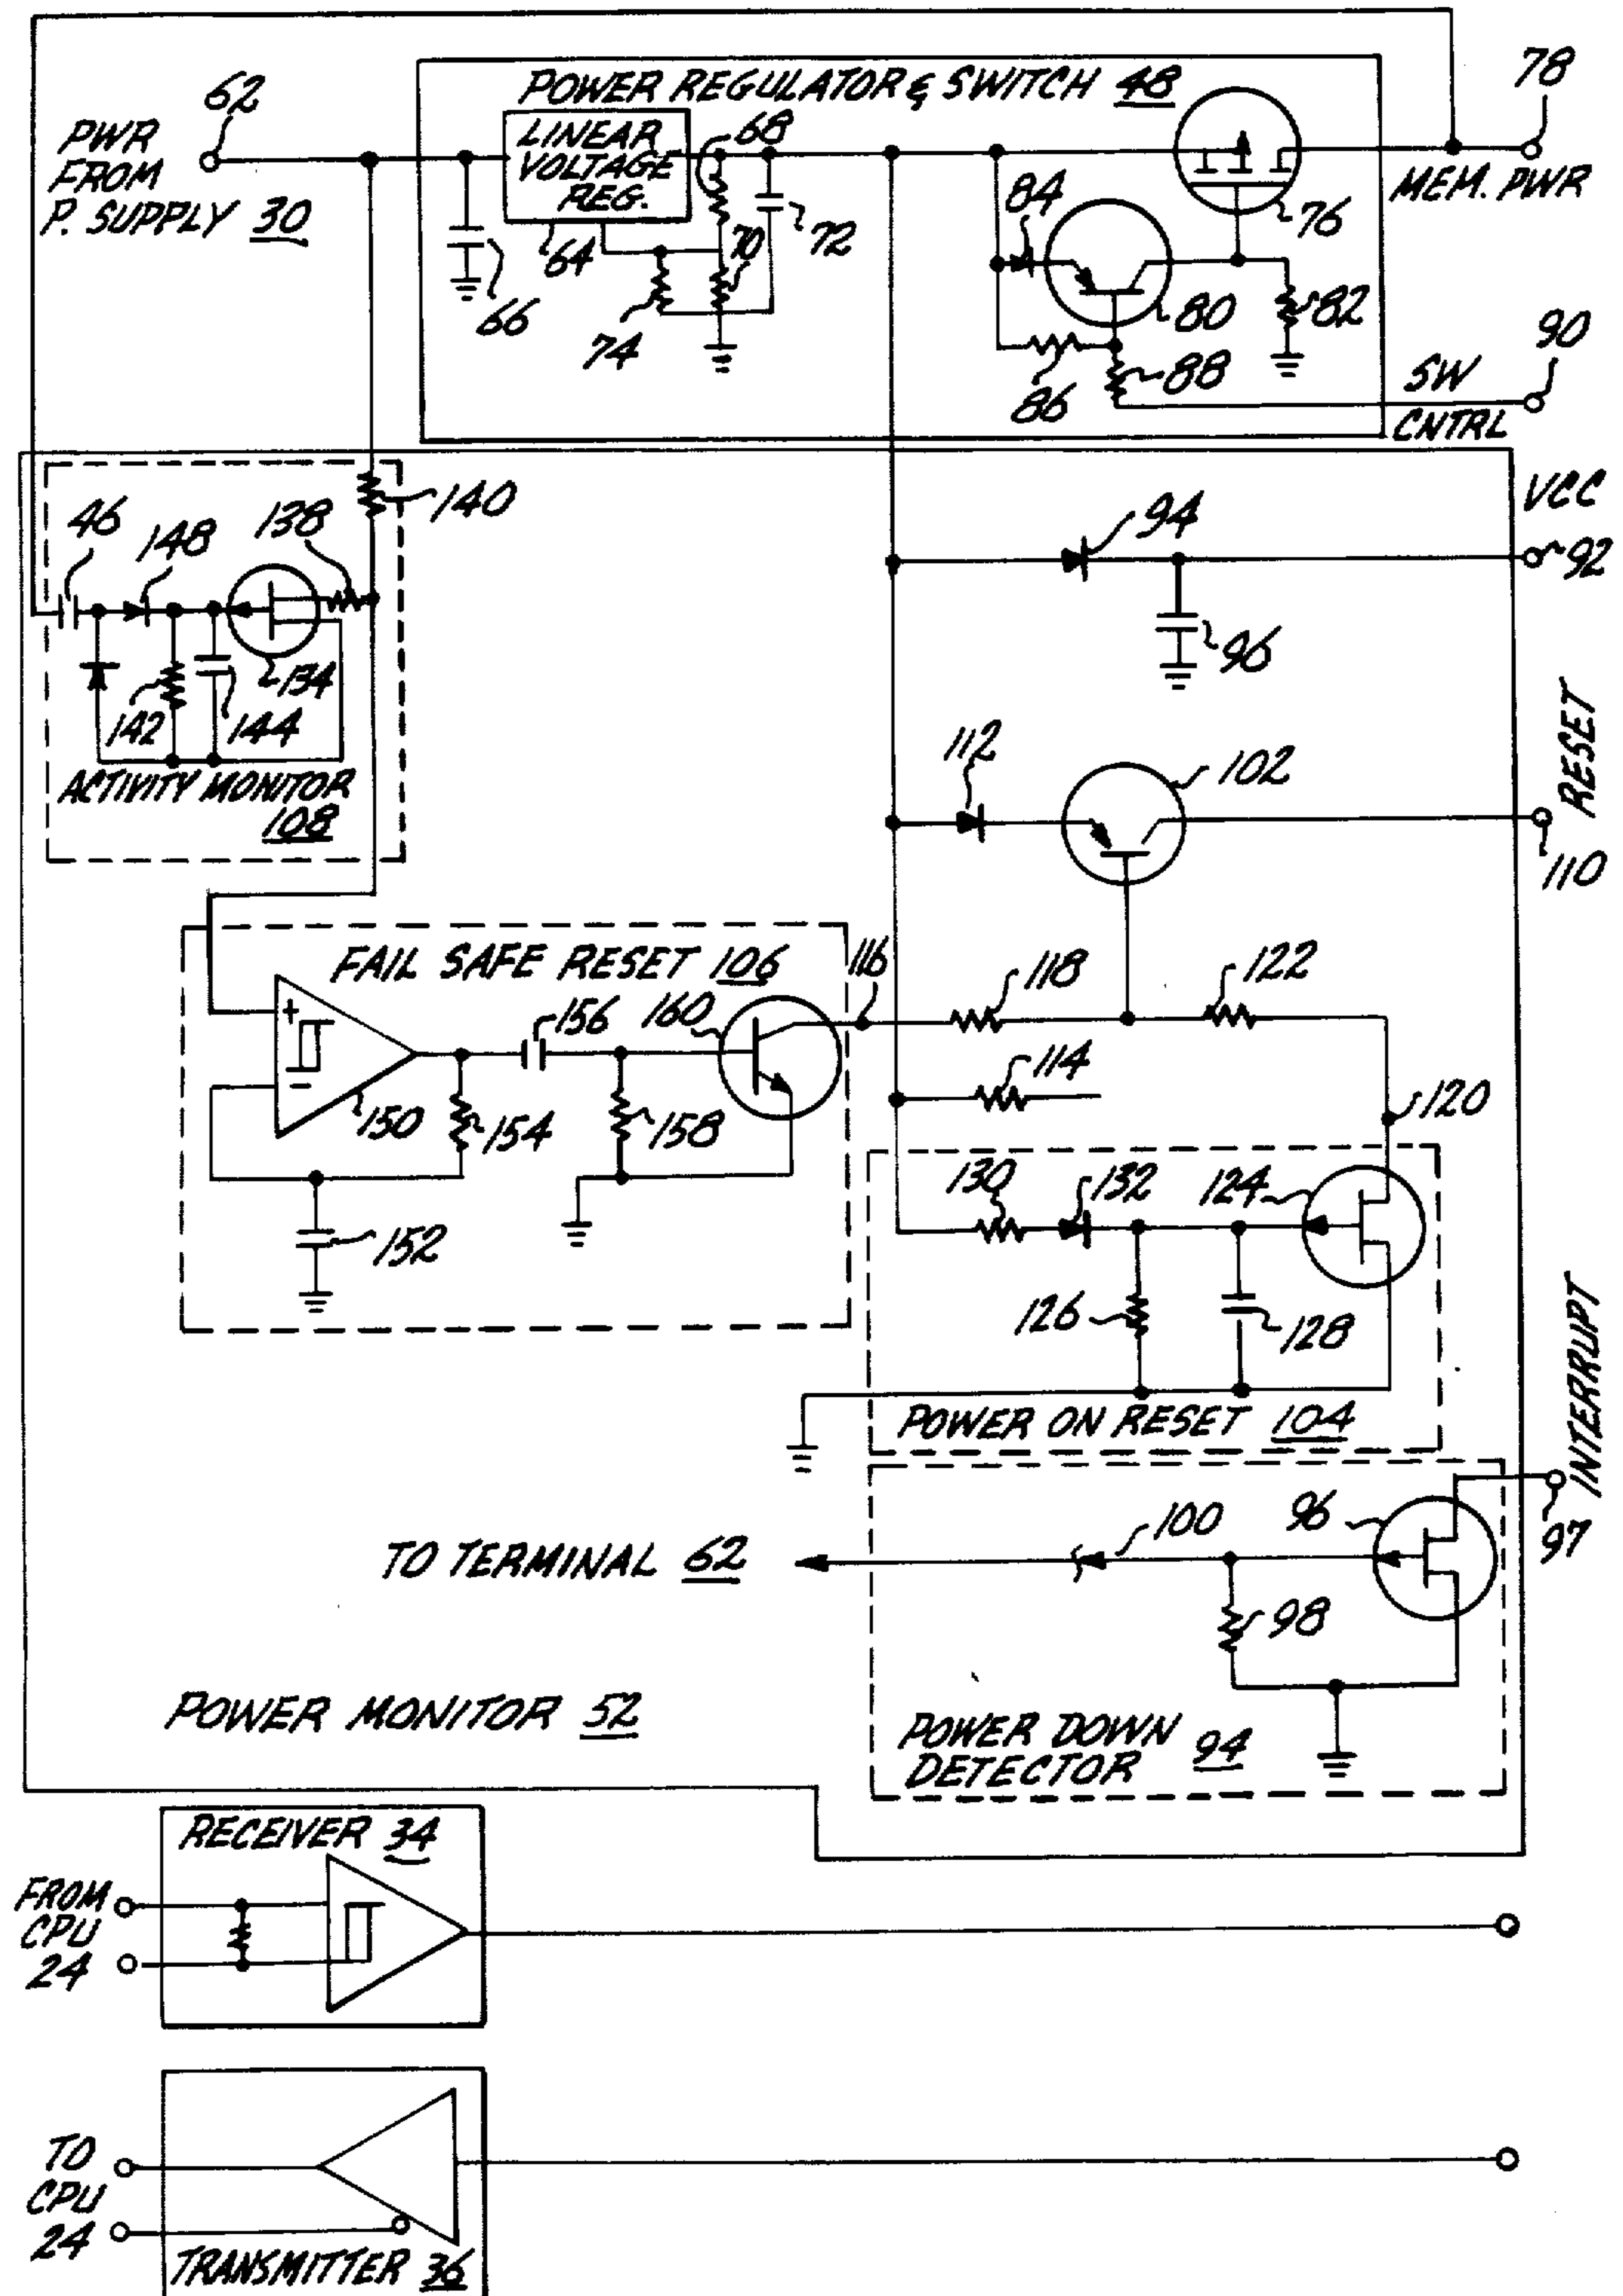 POWER REGULATOR & SWITCH 48
78
62
PWR
FROM
P. SUPPLY 30
LINEAR
VOLTAGE
REG.
68
MEM. PWR
84
76
64
70
72
66
74
80
82
90
86
88
SW
CNTRL
46
148
138
140
VCC
94
92
96
134
142
144
ACTIVITY MONITOR
108
112
102
RESET
110
FAIL SAFE RESET 106
116
118
122
156
160
114
150
154
158
120
130
132
124
152
126
128
POWER ON RESET 104
INTERRUPT
TO TERMINAL 62
100
96
97
98
POWER MONITOR 52
POWER DOWN
DETECTOR 94
RECEIVER 34
FROM
CPU
24
+
−
TO
CPU
24
TRANSMITTER 36